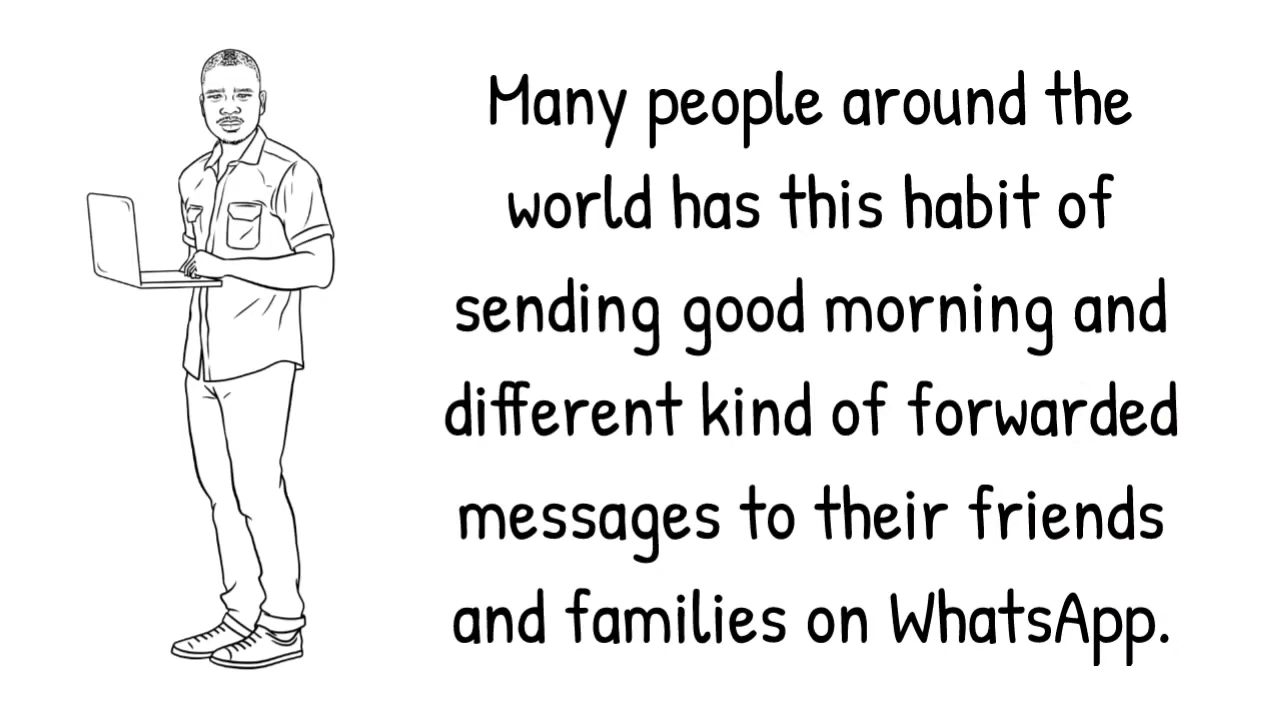 Many people around the
world has this habit of
sending good morning and
different kind of forwarded
messages to their friends
and families on WhatsApp.